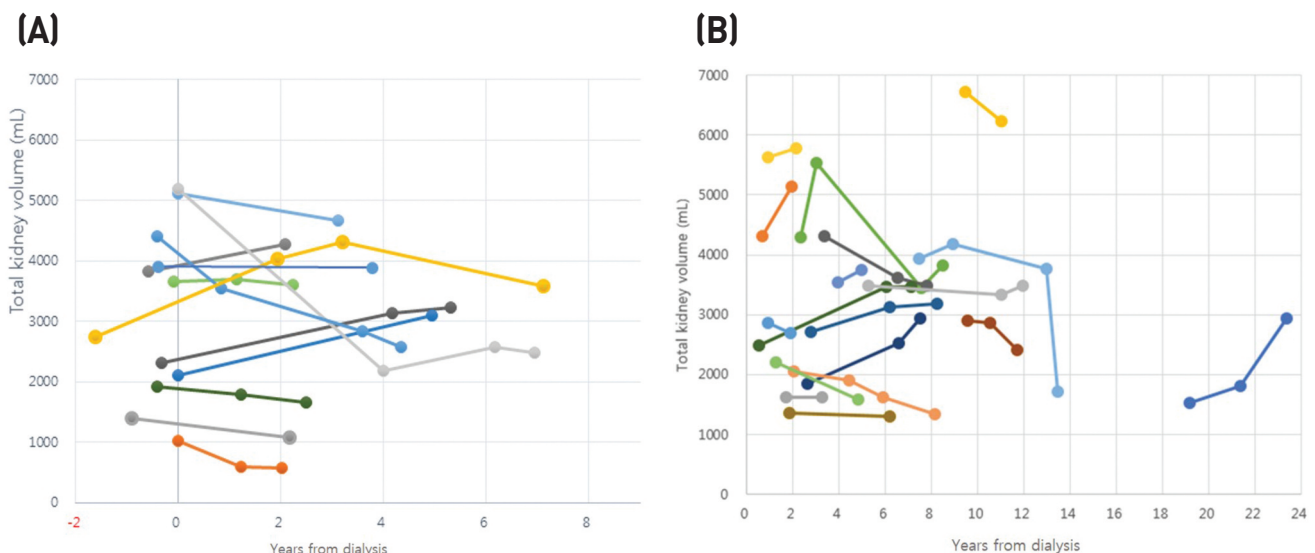 (A)
Total kidney volume (mL)
7000
6000
5000
4000
3000
2000
1000
0
-2 0 2 4 6 8
Years from dialysis
(B)
Total kidney volume (mL)
7000
6000
5000
4000
3000
2000
1000
0
0 2 4 6 8 10 12 14 16 18 20 22 24
Years from dialysis